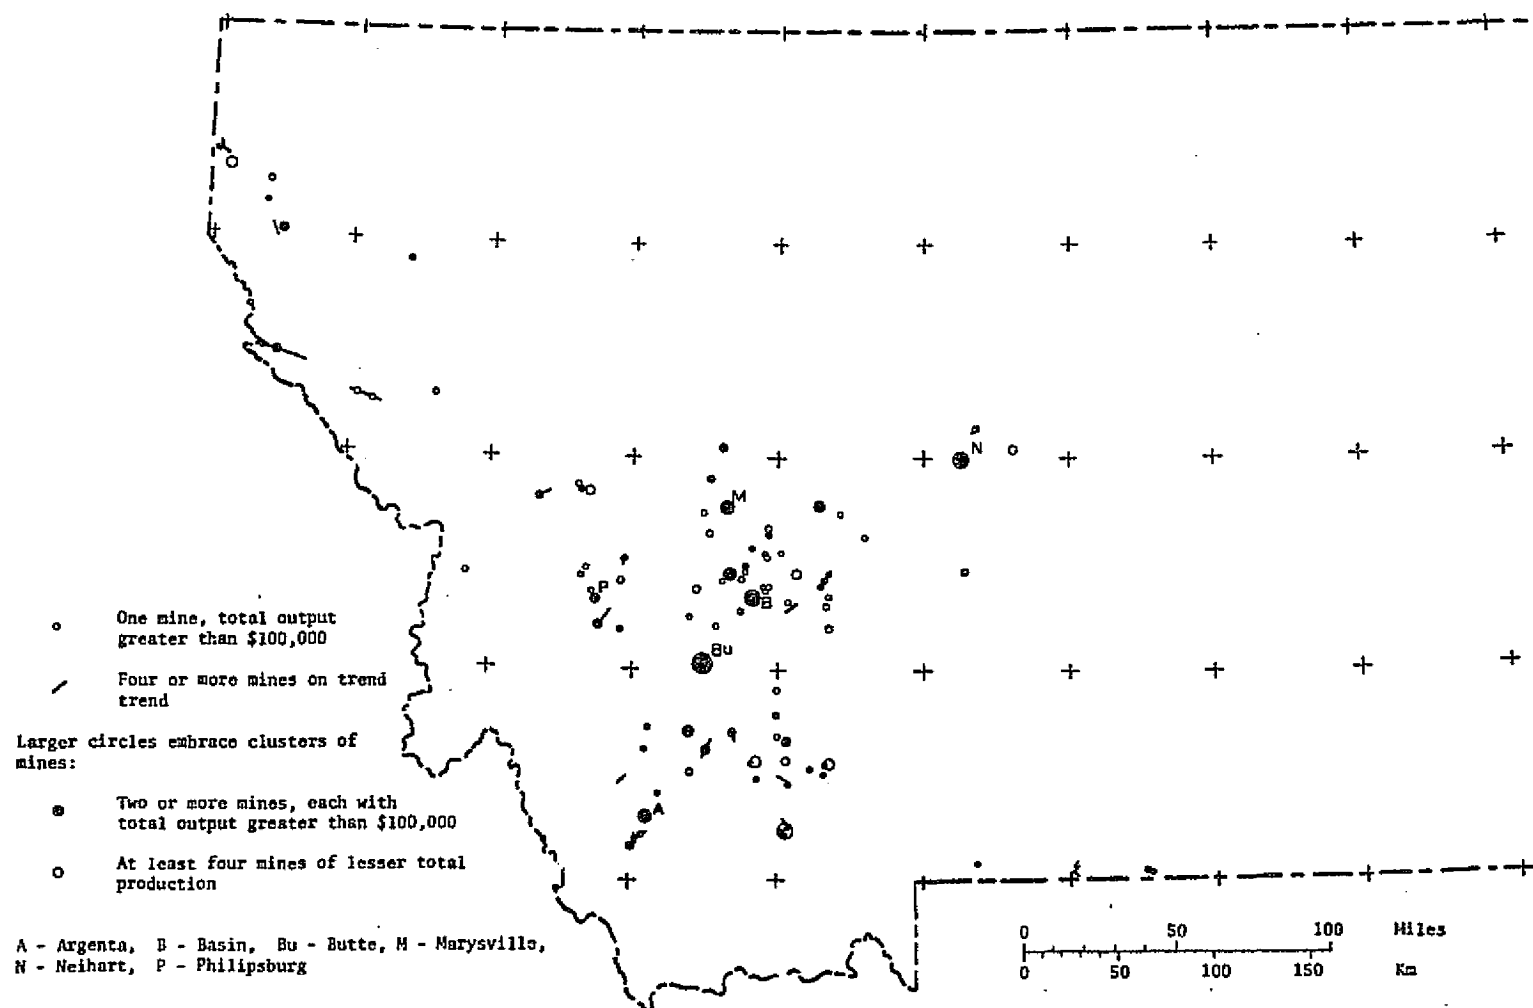 N
M
P
B
Bu
A
One mine, total output
greater than $100,000
Four or more mines on trend
trend
Larger circles embrace clusters of
mines:
Two or more mines, each with
total output greater than $100,000
At least four mines of lesser total
production
A - Argenta, B - Basin, Bu - Butte, M - Marysville,
N - Neihart, P - Philipsburg
0 50 100 Miles
0 50 100 150 Km